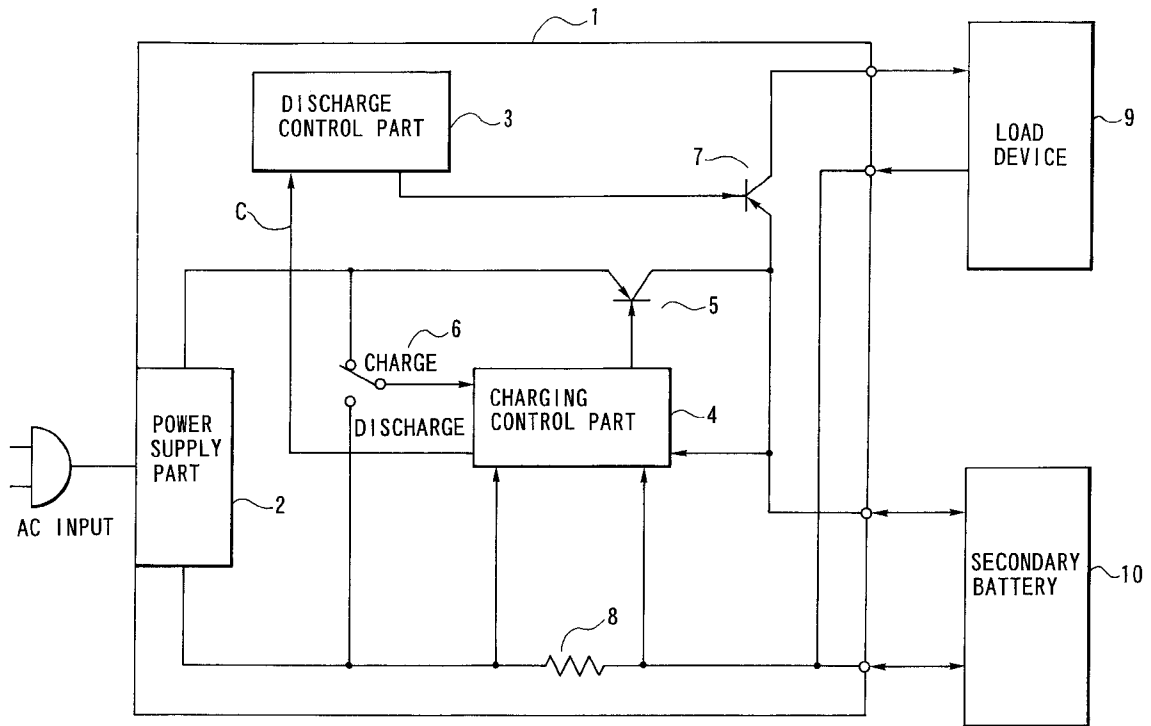 1
DISCHARGE
CONTROL PART
3
LOAD
DEVICE
9
7
C
5
6
CHARGE
CHARGING
CONTROL PART
4
DISCHARGE
POWER
SUPPLY
PART
2
AC INPUT
SECONDARY
BATTERY
10
8